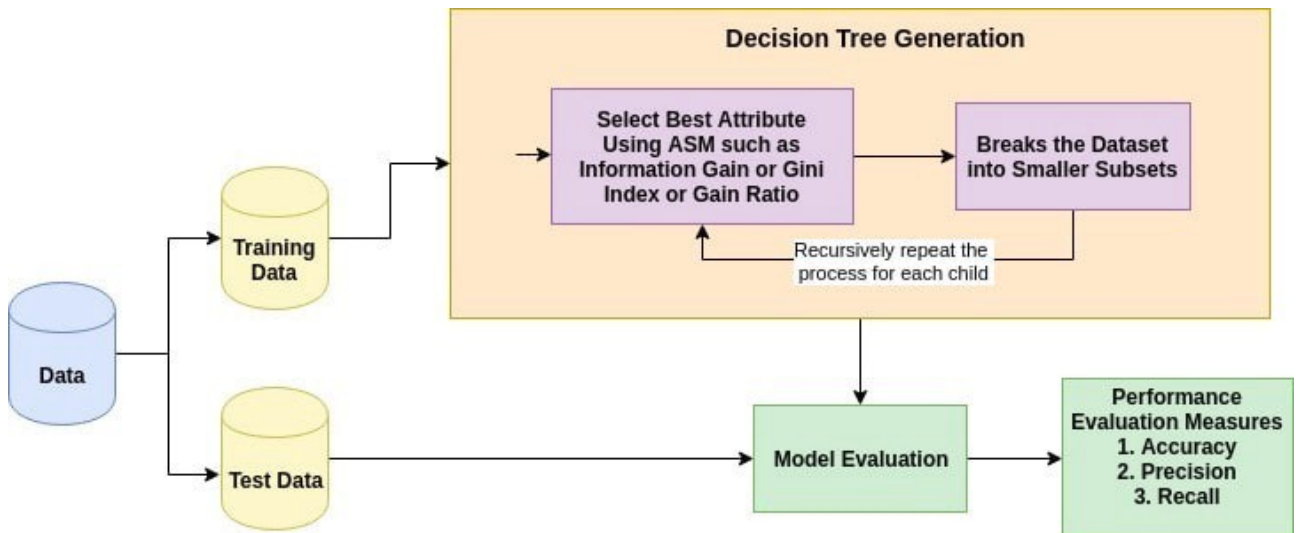 Decision Tree Generation
Select Best Attribute
Using ASM such as
Information Gain or Gini
Index or Gain Ratio
Breaks the Dataset
into Smaller Subsets
Recursively repeat the
process for each child
Training
Data
Data
Test Data
Model Evaluation
Performance
Evaluation Measures
1. Accuracy
2. Precision
3. Recall